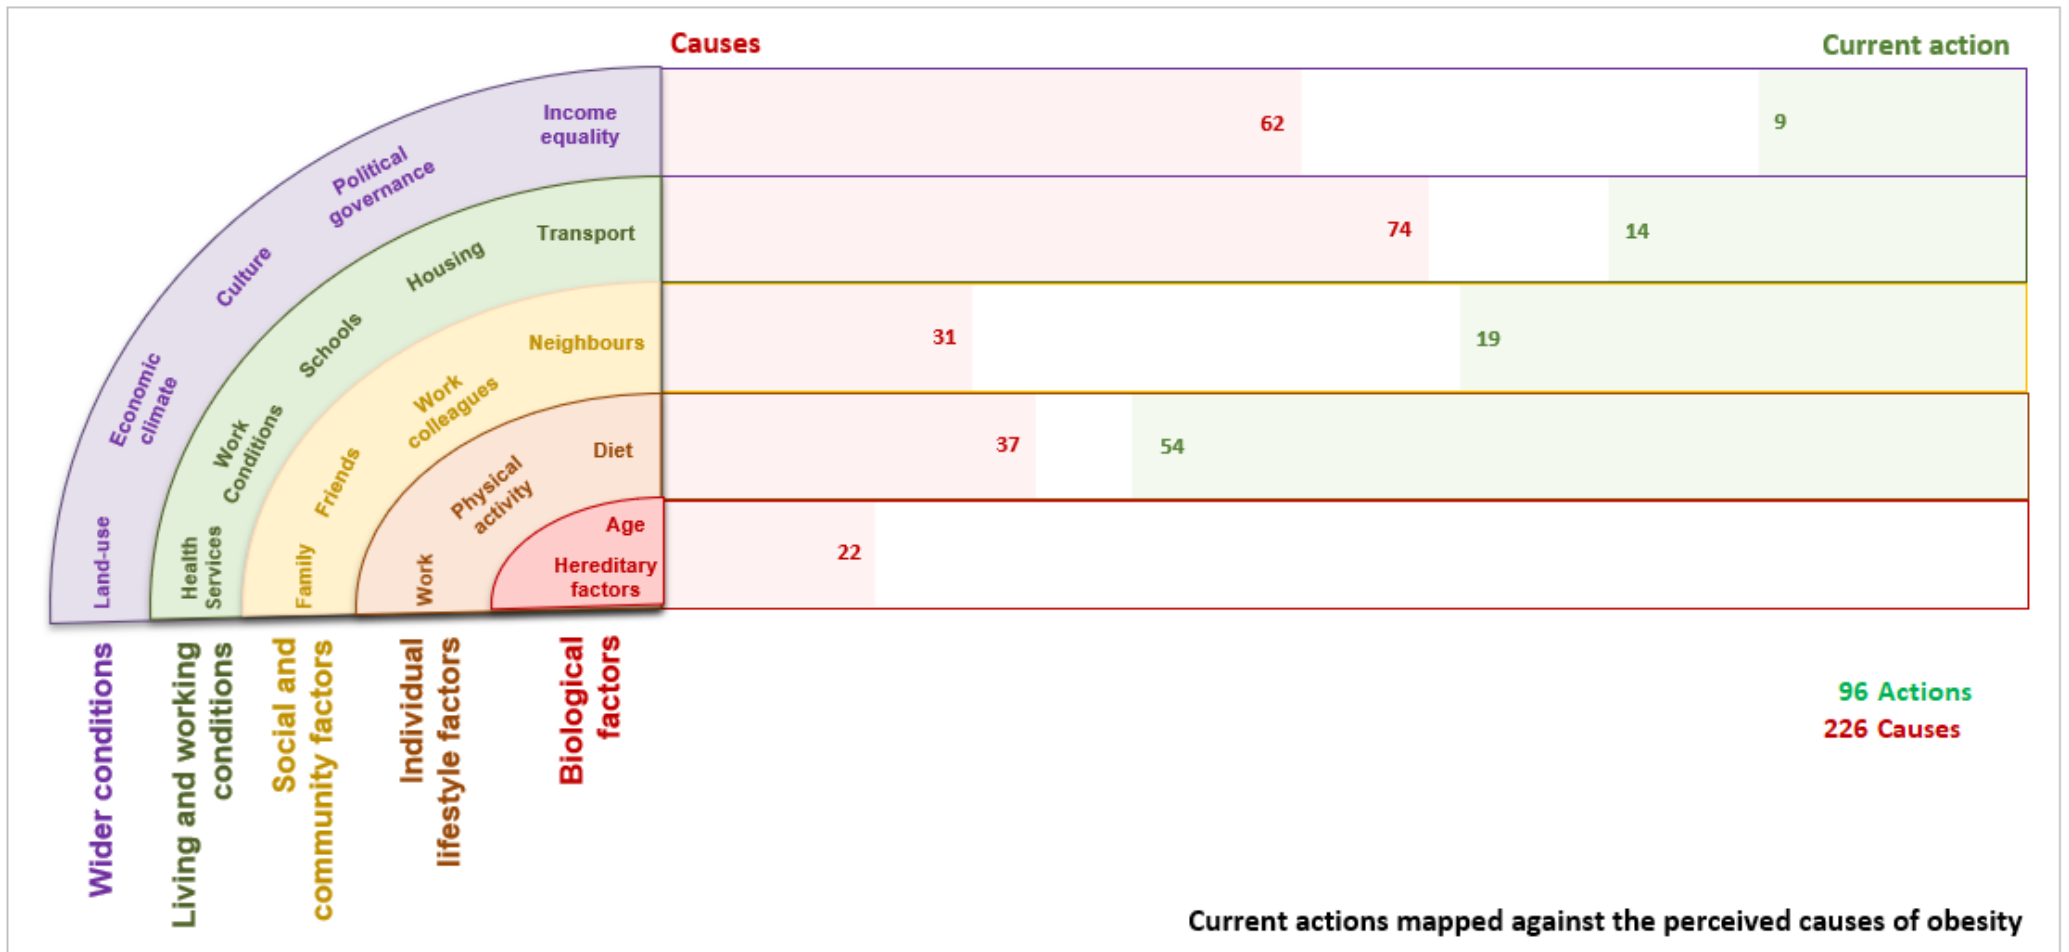 Causes
Current action
Income
equality
Political
governance
Culture
Economic
climate
Land-use
62
9
Transport
Housing
Schools
Work
Conditions
Health
Services
74
14
Neighbours
Work
colleagues
Friends
Family
31
19
Diet
Physical
activity
Work
37
54
Age
Hereditary
factors
22
Wider conditions
Living and working
conditions
Social and
community factors
Individual
lifestyle factors
Biological
factors
96 Actions
226 Causes
Current actions mapped against the perceived causes of obesity